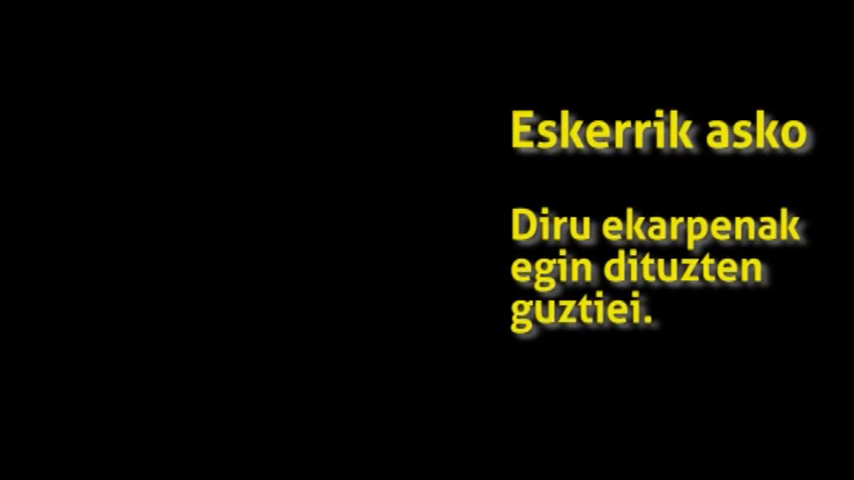 Eskerrik asko
Diru ekarpenak
egin dituzten
guztiei.